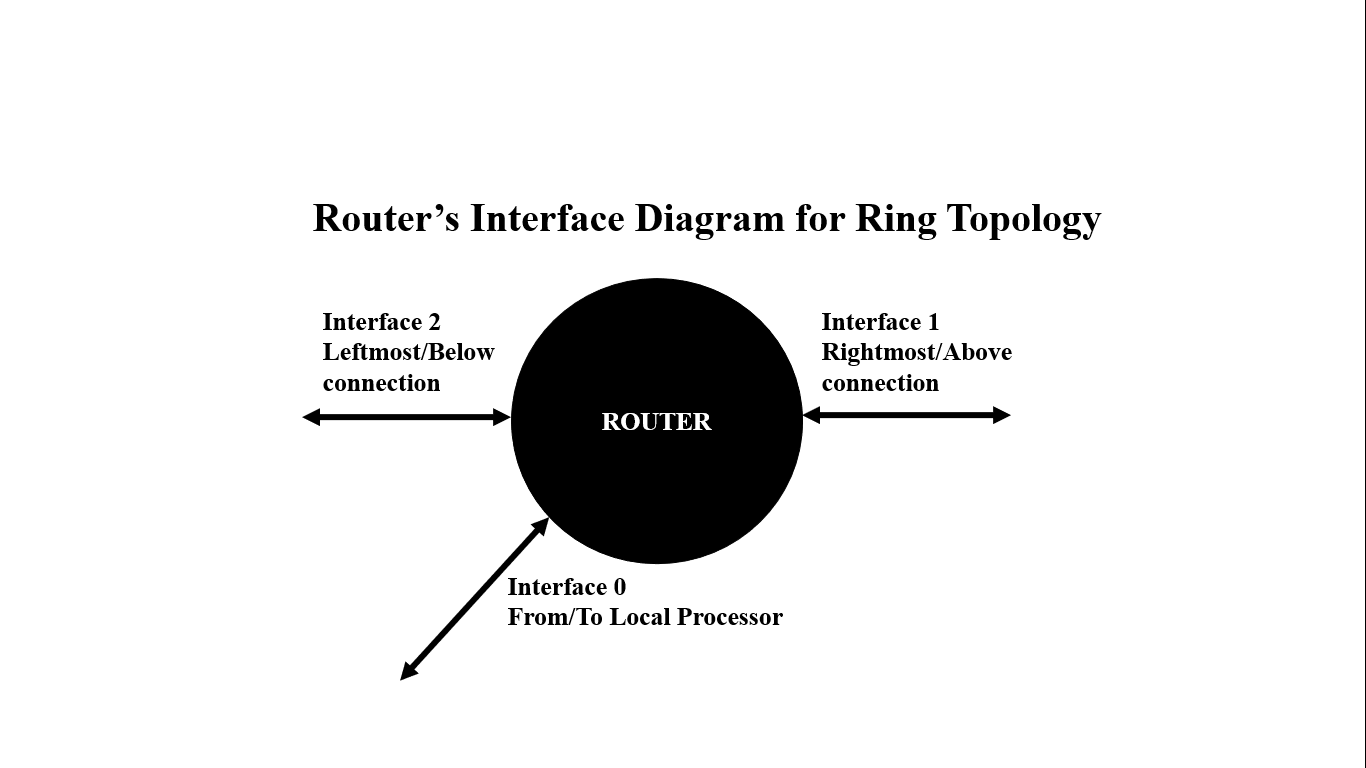 Router’s Interface Diagram for Ring Topology
Interface 2
Leftmost/Below
connection
Interface 1
Rightmost/Above
connection
ROUTER
Interface 0
From/To Local Processor